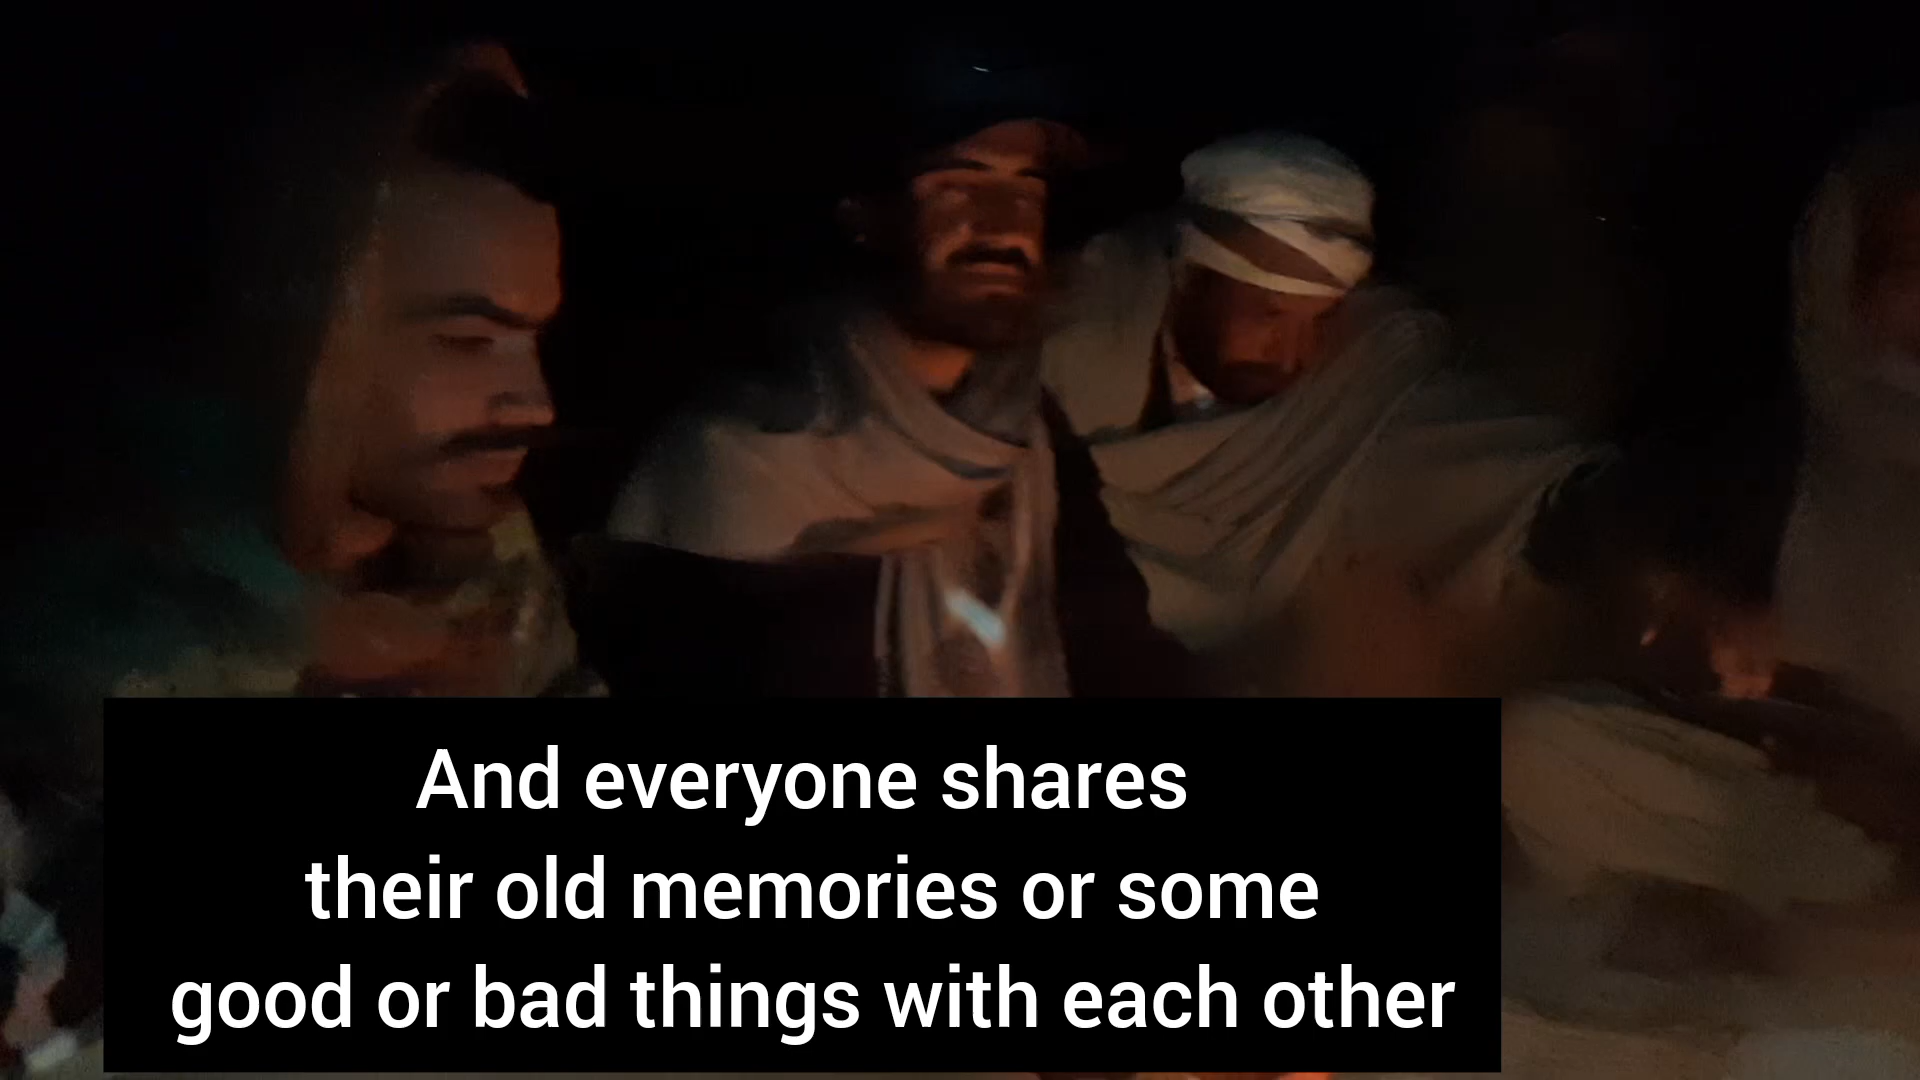 And everyone shares
their old memories or some
good or bad things with each other